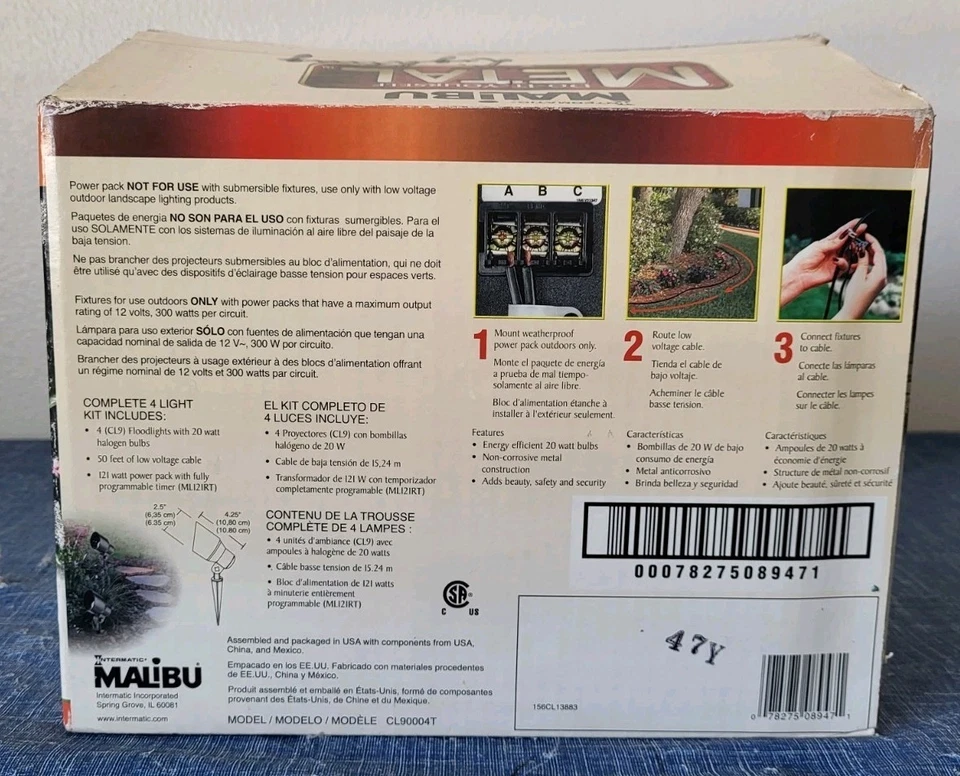 METAL
INTERMATIC
MALIBU
Power pack NOT FOR USE with submersible fixtures, use only with low voltage
outdoor landscape lighting products.
Paquetes de energia NO SON PARA EL USO con fixturas sumergibles. Para el
uso SOLAMENTE con los sistemas de iluminación al aire libre del paisaje de la
baja tension.
Ne pas brancher des projecteurs submersibles au bloc d'alimentation, qui ne doit
être utilisé qu'avec des dispositifs d'éclairage basse tension pour espaces verts.
Fixtures for use outdoors ONLY with power packs that have a maximum output
rating of 12 volts, 300 watts per circuit.
Lámpara para uso exterior SÓLO con fuentes de alimentación que tengan una
capacidad nominal de salida de 12 V~, 300 W por circuito.
Brancher des projecteurs à usage extérieur à des blocs d'alimentation offrant
un régime nominal de 12 volts et 300 watts par circuit.
A B C
1 Mount weatherproof
power pack outdoors only.
Monte el paquete de energía
a prueba de mal tiempo-
solamente al aire libre.
Bloc d'alimentation étanche à
installer à l'extérieur seulement.
2 Route low
voltage cable.
Tienda el cable de
bajo voltaje.
Acheminer le câble
basse tension.
3 Connect fixtures
to cable.
Conecte las lámparas
al cable.
Connecter les lampes
sur le câble.
COMPLETE 4 LIGHT
KIT INCLUDES:
• 4 (CL9) Floodlights with 20 watt
halogen bulbs
• 50 feet of low voltage cable
• 121 watt power pack with fully
programmable timer (ML121RT)
EL KIT COMPLETO DE
4 LUCES INCLUYE:
• 4 Proyectores (CL9) con bombillas
halógeno de 20 W
• Cable de baja tensión de 15,24 m
• Transformador de 121 W con temporizador
completamente programable (ML121RT)
CONTENU DE LA TROUSSE
COMPLÈTE DE 4 LAMPES :
• 4 unités d'ambiance (CL9) avec
ampoules à halogène de 20 watts
• Câble basse tension de 15.24 m
• Bloc d'alimentation de 121 watts
à minuterie entièrement
programmable (ML121RT)
Features
• Energy efficient 20 watt bulbs
• Non-corrosive metal
construction
• Adds beauty, safety and security
Características
• Bombillas de 20 W de bajo
consumo de energía
• Metal anticorrosivo
• Brinda belleza y seguridad
Caractéristiques
• Ampoules de 20 watts à
économie d'énergie
• Structure de métal non-corrosif
• Ajoute beauté, sûreté et sécurité
2.5"
(6,35 cm)
(6.35 cm)
4.25"
(10,80 cm)
(10.80 cm)
SA
C US
00078275089471
47Y
156CL13883
0 78275 08947 1
Assembled and packaged in USA with components from USA,
China, and Mexico.
Empacado en los EE.UU. Fabricado con materiales procedentes
de EE.UU., China y México.
Produit assemblé et emballé en États-Unis, formé de composantes
provenant des États-Unis, de Chine et du Mexique.
MODEL / MODELO / MODÈLE CL90004T
INTERMATIC®
MALIBU®
Intermatic Incorporated
Spring Grove, IL 60081
www.intermatic.com